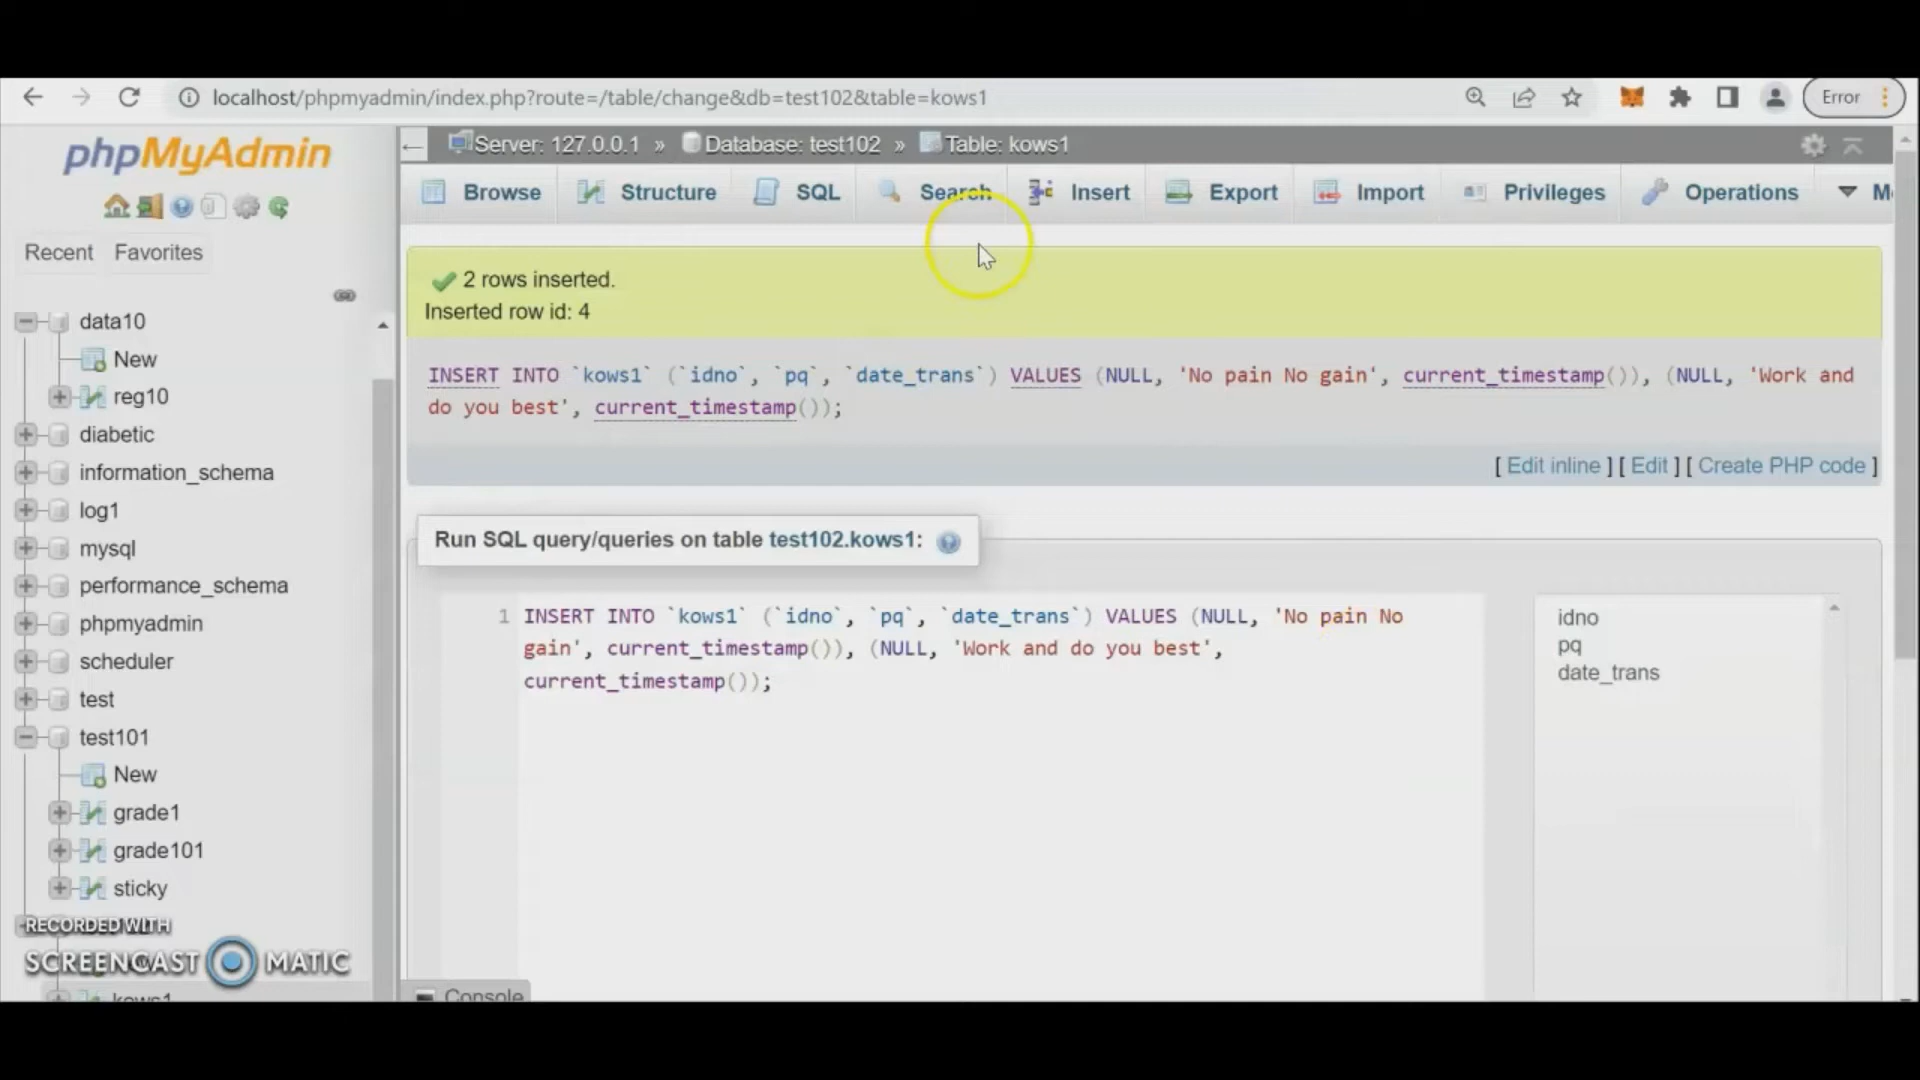 localhost/phpmyadmin/index.php?route=/table/change&db=test102&table=kows1
Error
phpMyAdmin
Recent Favorites
data10
New
reg10
diabetic
information_schema
log1
mysql
performance_schema
phpmyadmin
scheduler
test
test101
New
grade1
grade101
sticky
kows1
RECORDED WITH
SCREENCAST MATIC
Server: 127.0.0.1 » Database: test102 » Table: kows1
Browse Structure SQL Search Insert Export Import Privileges Operations
2 rows inserted.
Inserted row id: 4
INSERT INTO `kows1` (`idno`, `pq`, `date_trans`) VALUES (NULL, 'No pain No gain', current_timestamp()), (NULL, 'Work and
do you best', current_timestamp());
[ Edit inline ] [ Edit ] [ Create PHP code ]
Run SQL query/queries on table test102.kows1:
1 INSERT INTO `kows1` (`idno`, `pq`, `date_trans`) VALUES (NULL, 'No pain No
gain', current_timestamp()), (NULL, 'Work and do you best',
current_timestamp());
idno
pq
date_trans
Console